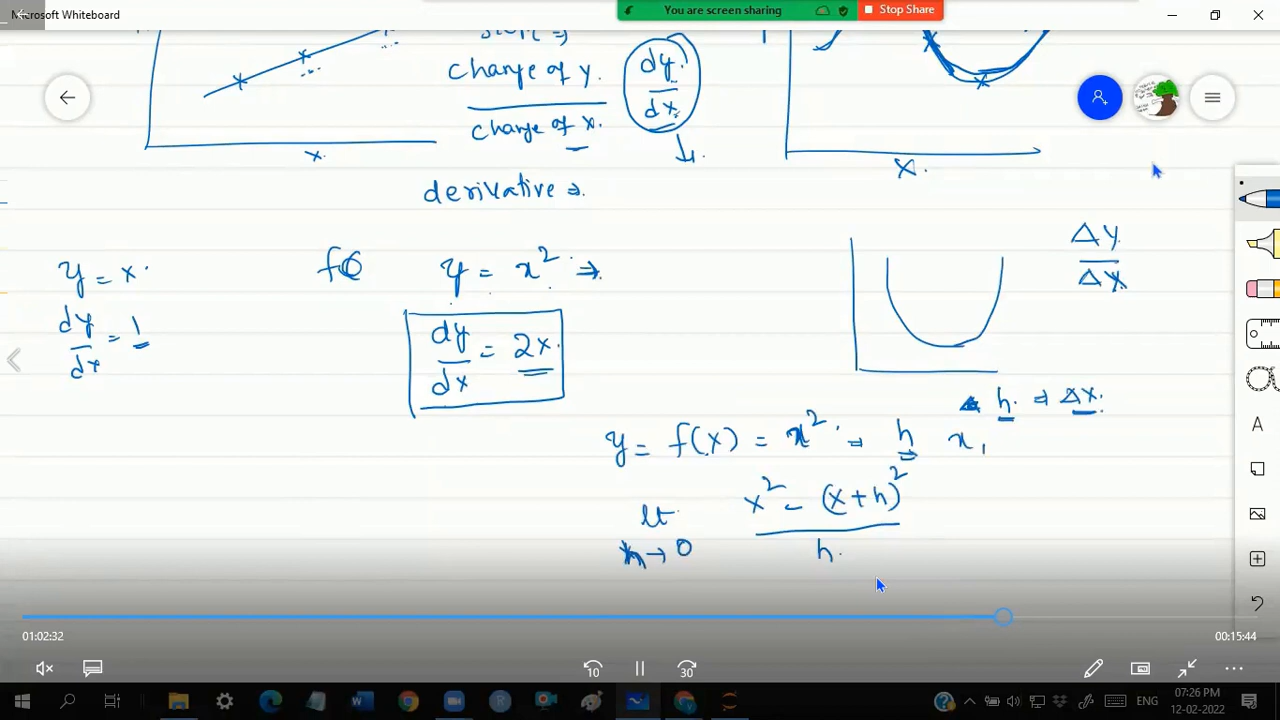 Microsoft Whiteboard
You are screen sharing
Stop Share
slope ⇒
change of y.
change of x.
dy
dx
x.
X.
derivative ⇒
y = x.
f(
y = x² ⇒
Δy
Δx
dy
dx
= 1
dy
dx
= 2x.
h. ⇒ Δx.
y = f(x) = x² ⇒ h x,
x² - (x+h)²
lt
h→0
h.
01:02:32
00:15:44
10
30
ENG
07:26 PM
12-02-2022